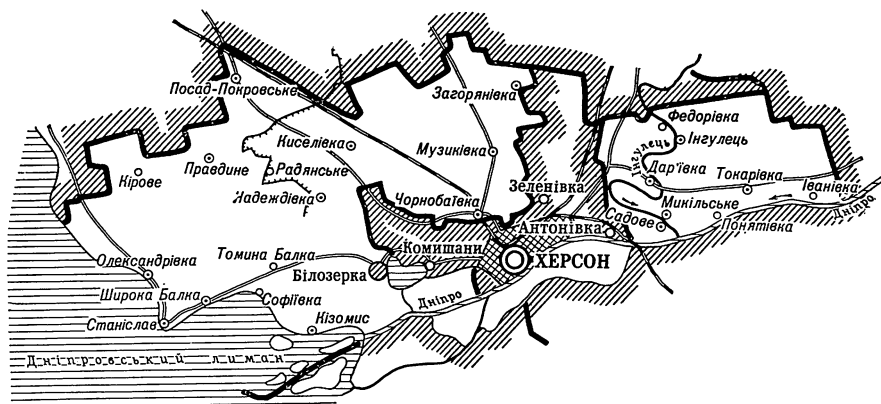 Посад-Покровське
Загорянівка
Федорівка
Інгулець
Інгулець
Киселівка
Музиківка
Правдине
Радянське
Кірове
Надеждівка
Дар'ївка
Токарівка
Іванівка
Зеленівка
Чорнобаївка
Микільське
Дніпро
Садове
Понятівка
Антонівка
Комишани
ХЕРСОН
Томина Балка
Білозерка
Олександрівка
Широка Балка
Софіївка
Дніпро
Станіслав
Кізомис
Дніпровський лиман